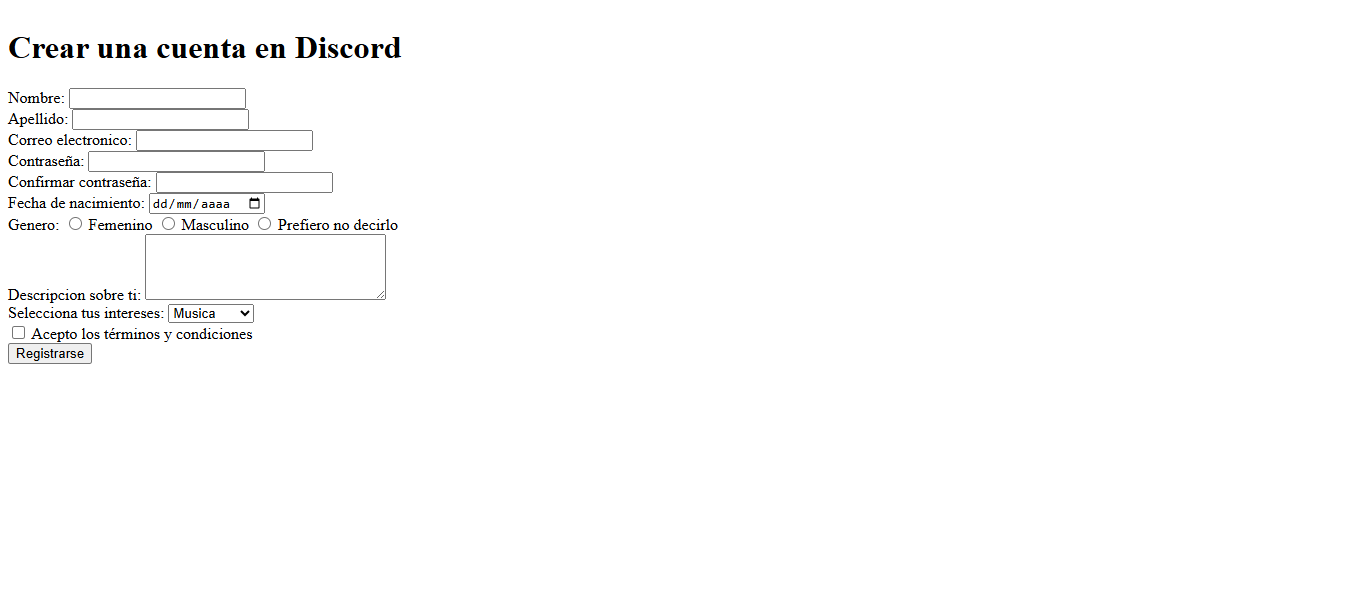 Crear una cuenta en Discord
Nombre:
Apellido:
Correo electronico:
Contraseña:
Confirmar contraseña:
Fecha de nacimiento: dd/mm/aaaa
Genero: Femenino Masculino Prefiero no decirlo
Descripcion sobre ti:
Selecciona tus intereses: Musica
Acepto los términos y condiciones
Registrarse